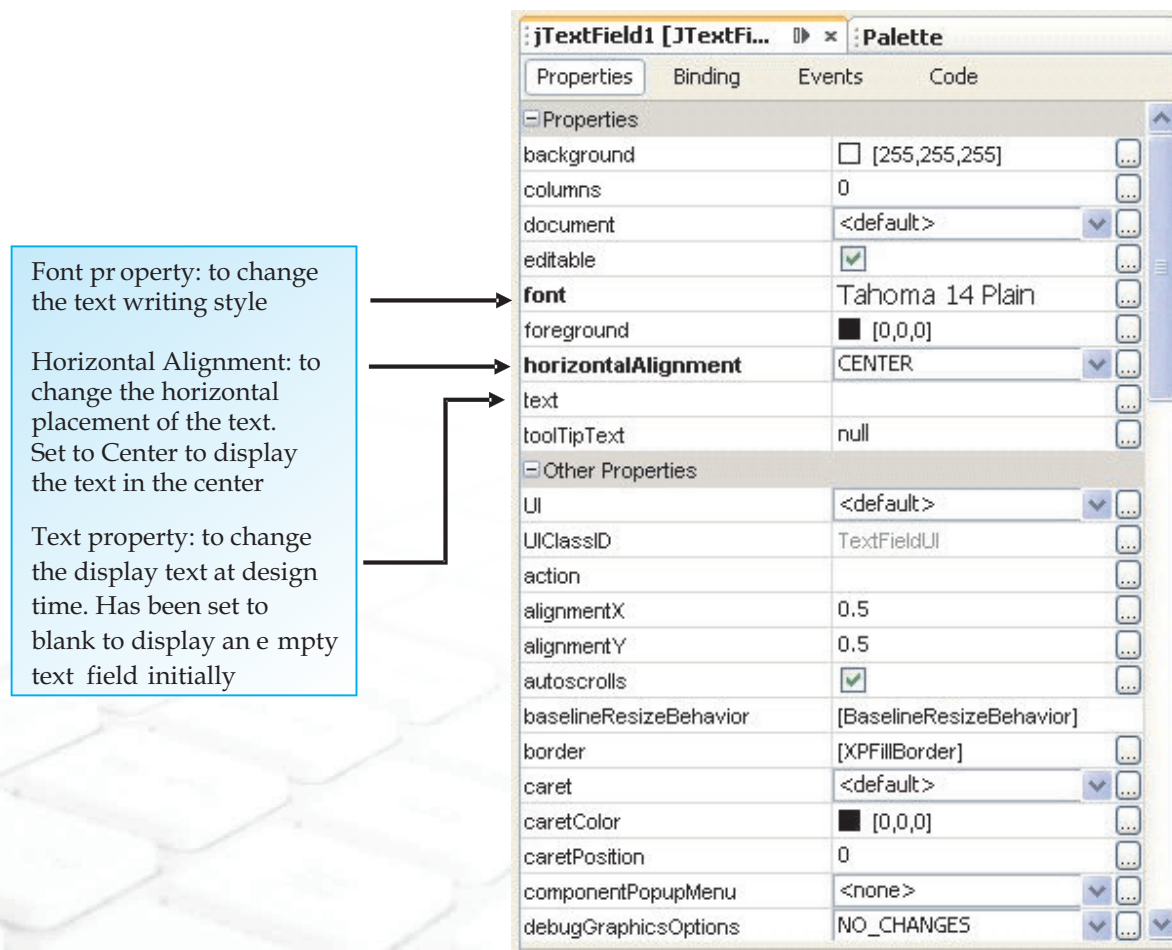 jTextField1 [JTextFi...
Palette
Properties Binding Events Code
Properties
background [255,255,255] ...
columns 0 ...
document <default> ...
editable ...
font Tahoma 14 Plain ...
foreground [0,0,0] ...
horizontalAlignment CENTER ...
text ...
toolTipText null ...
Other Properties
UI <default> ...
UIClassID TextFieldUI ...
action ...
alignmentX 0.5 ...
alignmentY 0.5 ...
autoscrolls ...
baselineResizeBehavior [BaselineResizeBehavior]
border [XPFillBorder] ...
caret <default> ...
caretColor [0,0,0] ...
caretPosition 0 ...
componentPopupMenu <none> ...
debugGraphicsOptions NO_CHANGES ...
Font pr operty: to change
the text writing style
Horizontal Alignment: to
change the horizontal
placement of the text.
Set to Center to display
the text in the center
Text property: to change
the display text at design
time. Has been set to
blank to display an e mpty
text field initially